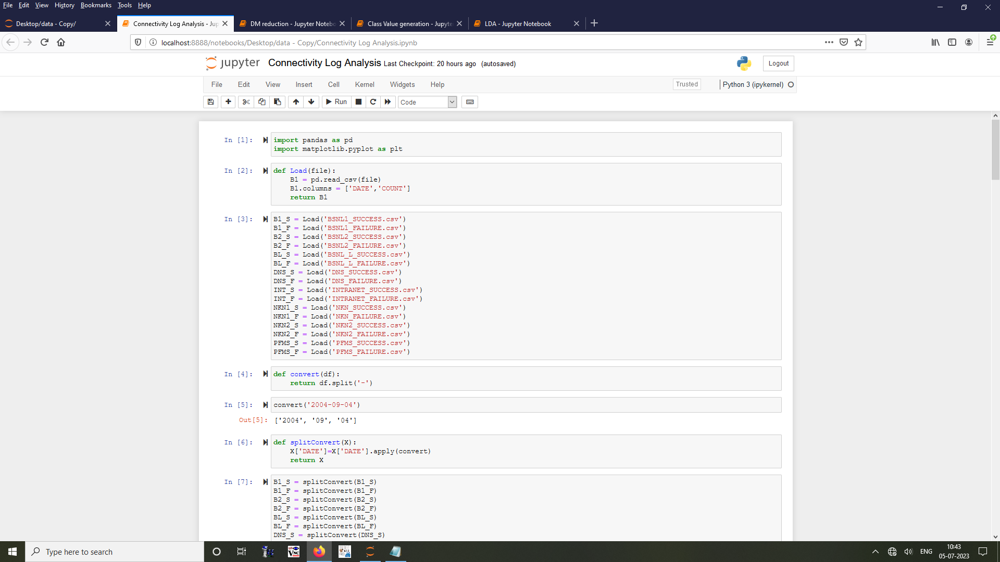 File Edit View History Bookmarks Tools Help
Desktop/data - Copy/
Connectivity Log Analysis - Jup
DM reduction - Jupyter Notebo
Class Value generation - Jupyte
LDA - Jupyter Notebook
localhost:8888/notebooks/Desktop/data - Copy/Connectivity Log Analysis.ipynb
jupyter Connectivity Log Analysis Last Checkpoint: 20 hours ago (autosaved)
Logout
File Edit View Insert Cell Kernel Widgets Help
Trusted
Python 3 (ipykernel)
Run
Code
In [1]: import pandas as pd
import matplotlib.pyplot as plt
In [2]: def Load(file):
    B1 = pd.read_csv(file)
    B1.columns = ['DATE','COUNT']
    return B1
In [3]: B1_S = Load('BSNL1_SUCCESS.csv')
B1_F = Load('BSNL1_FAILURE.csv')
B2_S = Load('BSNL2_SUCCESS.csv')
B2_F = Load('BSNL2_FAILURE.csv')
BL_S = Load('BSNL_L_SUCCESS.csv')
BL_F = Load('BSNL_L_FAILURE.csv')
DNS_S = Load('DNS_SUCCESS.csv')
DNS_F = Load('DNS_FAILURE.csv')
INT_S = Load('INTRANET_SUCCESS.csv')
INT_F = Load('INTRANET_FAILURE.csv')
NKN1_S = Load('NKN_SUCCESS.csv')
NKN1_F = Load('NKN_FAILURE.csv')
NKN2_S = Load('NKN2_SUCCESS.csv')
NKN2_F = Load('NKN2_FAILURE.csv')
PFMS_S = Load('PFMS_SUCCESS.csv')
PFMS_F = Load('PFMS_FAILURE.csv')
In [4]: def convert(df):
    return df.split('-')
In [5]: convert('2004-09-04')
Out[5]: ['2004', '09', '04']
In [6]: def splitConvert(X):
    X['DATE']=X['DATE'].apply(convert)
    return X
In [7]: B1_S = splitConvert(B1_S)
B1_F = splitConvert(B1_F)
B2_S = splitConvert(B2_S)
B2_F = splitConvert(B2_F)
BL_S = splitConvert(BL_S)
BL_F = splitConvert(BL_F)
DNS_S = splitConvert(DNS_S)
Type here to search
VNC
ENG
10:43
05-07-2023